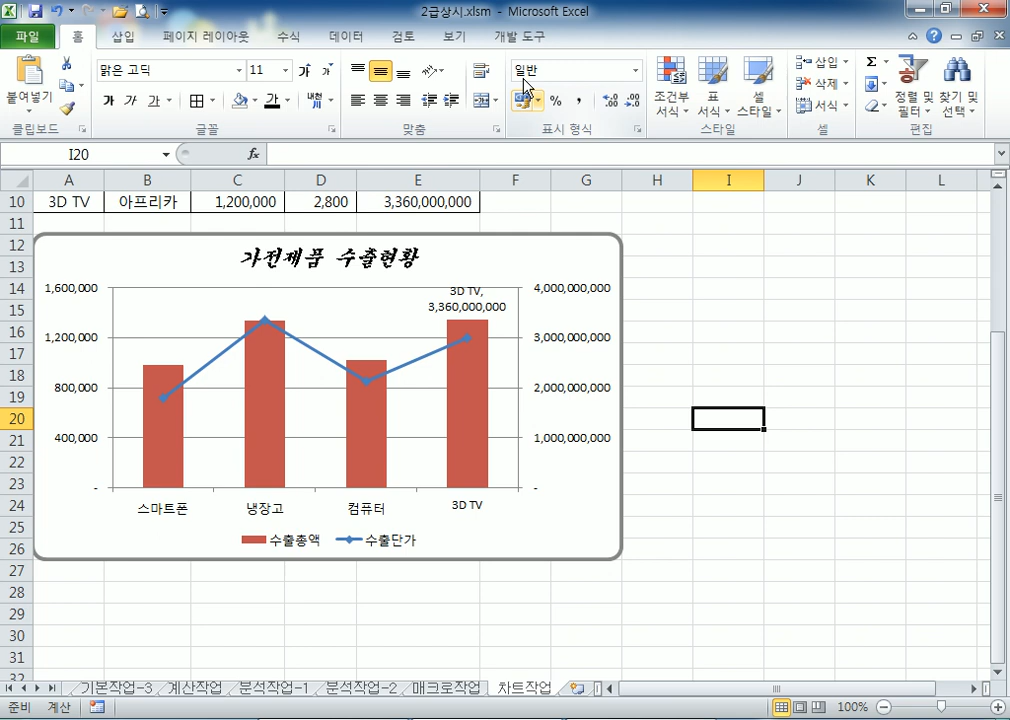 2급상시.xlsm - Microsoft Excel
파일 홈 삽입 페이지 레이아웃 수식 데이터 검토 보기 개발 도구
붙여넣기
클립보드
맑은 고딕 11 가 가
가 가 가 가 내천
글꼴
맞춤
일반
% ,
표시 형식
조건부 서식
표 서식
셀 스타일
스타일
삽입
삭제
서식
셀
Σ
정렬 및 필터
찾기 및 선택
편집
I20 fx
A B C D E F G H I J K L
10 3D TV 아프리카 1,200,000 2,800 3,360,000,000
11
12
13
14
15
16
17
18
19
20
21
22
23
24
25
26
27
28
29
30
31
32
가전제품 수출현황
1,600,000
1,200,000
800,000
400,000
-
3D TV,
3,360,000,000
4,000,000,000
3,000,000,000
2,000,000,000
1,000,000,000
-
스마트폰 냉장고 컴퓨터 3D TV
수출총액 수출단가
기본작업-3 계산작업 분석작업-1 분석작업-2 매크로작업 차트작업
준비 계산 100%